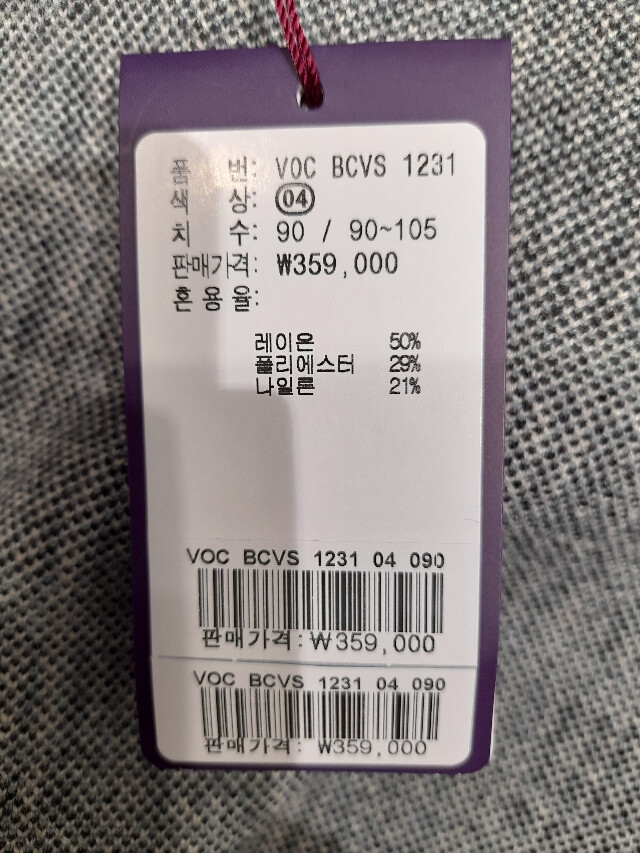 품 번: VOC BCVS 1231
색 상: 04
치 수: 90 / 90~105
판매가격: ₩359,000
혼용율:
레이온 50%
폴리에스터 29%
나일론 21%
VOC BCVS 1231 04 090
판매가격:₩359,000
VOC BCVS 1231 04 090
판매가격: ₩359,000